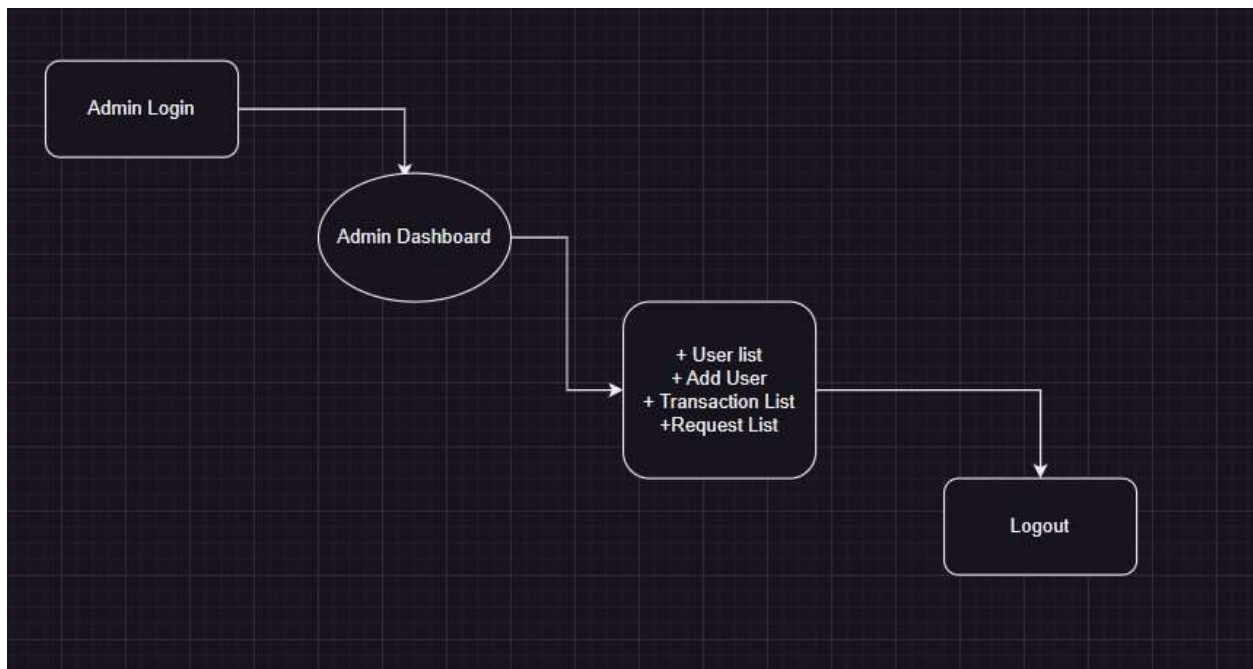 Admin Login
Admin Dashboard
+ User list
+ Add User
+ Transaction List
+Request List
Logout